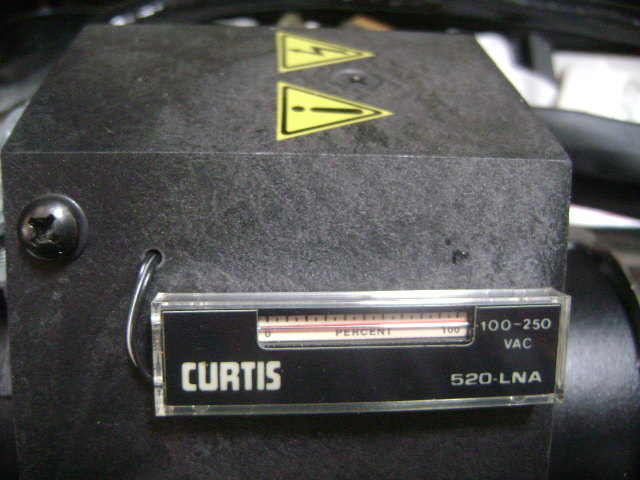 0 PERCENT 100
100-250
VAC
CURTIS
520-LNA